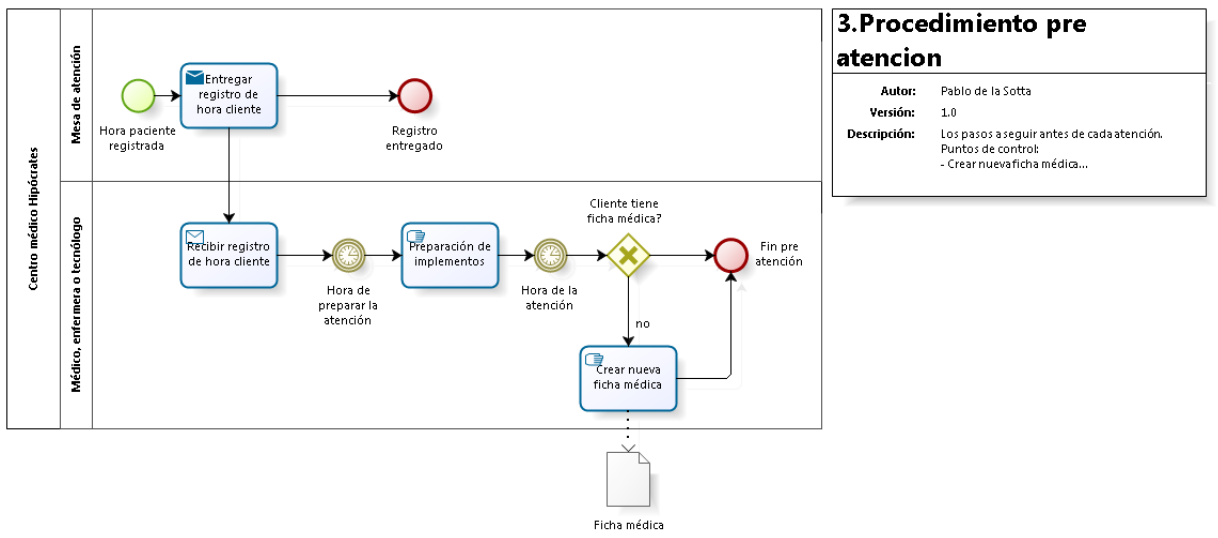 Centro médico Hipócrates
Mesa de atención
Hora paciente
registrada
Entregar
registro de
hora cliente
Registro
entregado
Médico, enfermera o tecnólogo
Recibir registro
de hora cliente
Hora de
preparar la
atención
Preparación de
implementos
Hora de la
atención
Cliente tiene
ficha médica?
no
Fin pre
atención
Crear nueva
ficha médica
Ficha médica
3.Procedimiento pre
atencion
Autor: Pablo de la Sotta
Versión: 1.0
Descripción: Los pasos a seguir antes de cada atención.
Puntos de control:
- Crear nueva ficha médica...